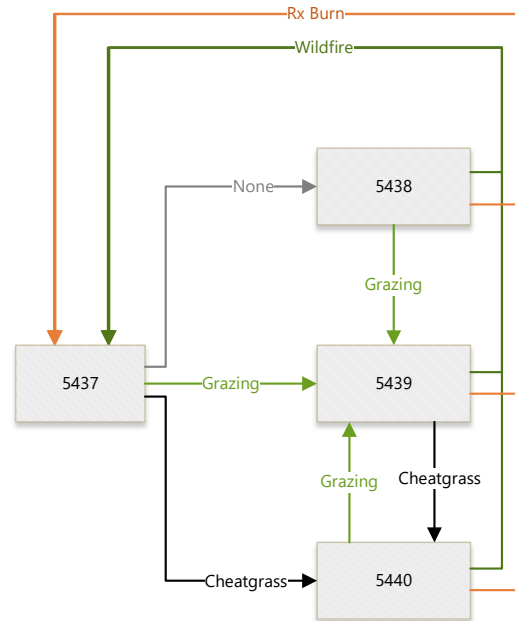 Rx Burn
Wildfire
None
5438
Grazing
5437
Grazing
5439
Grazing
Cheatgrass
Cheatgrass
5440